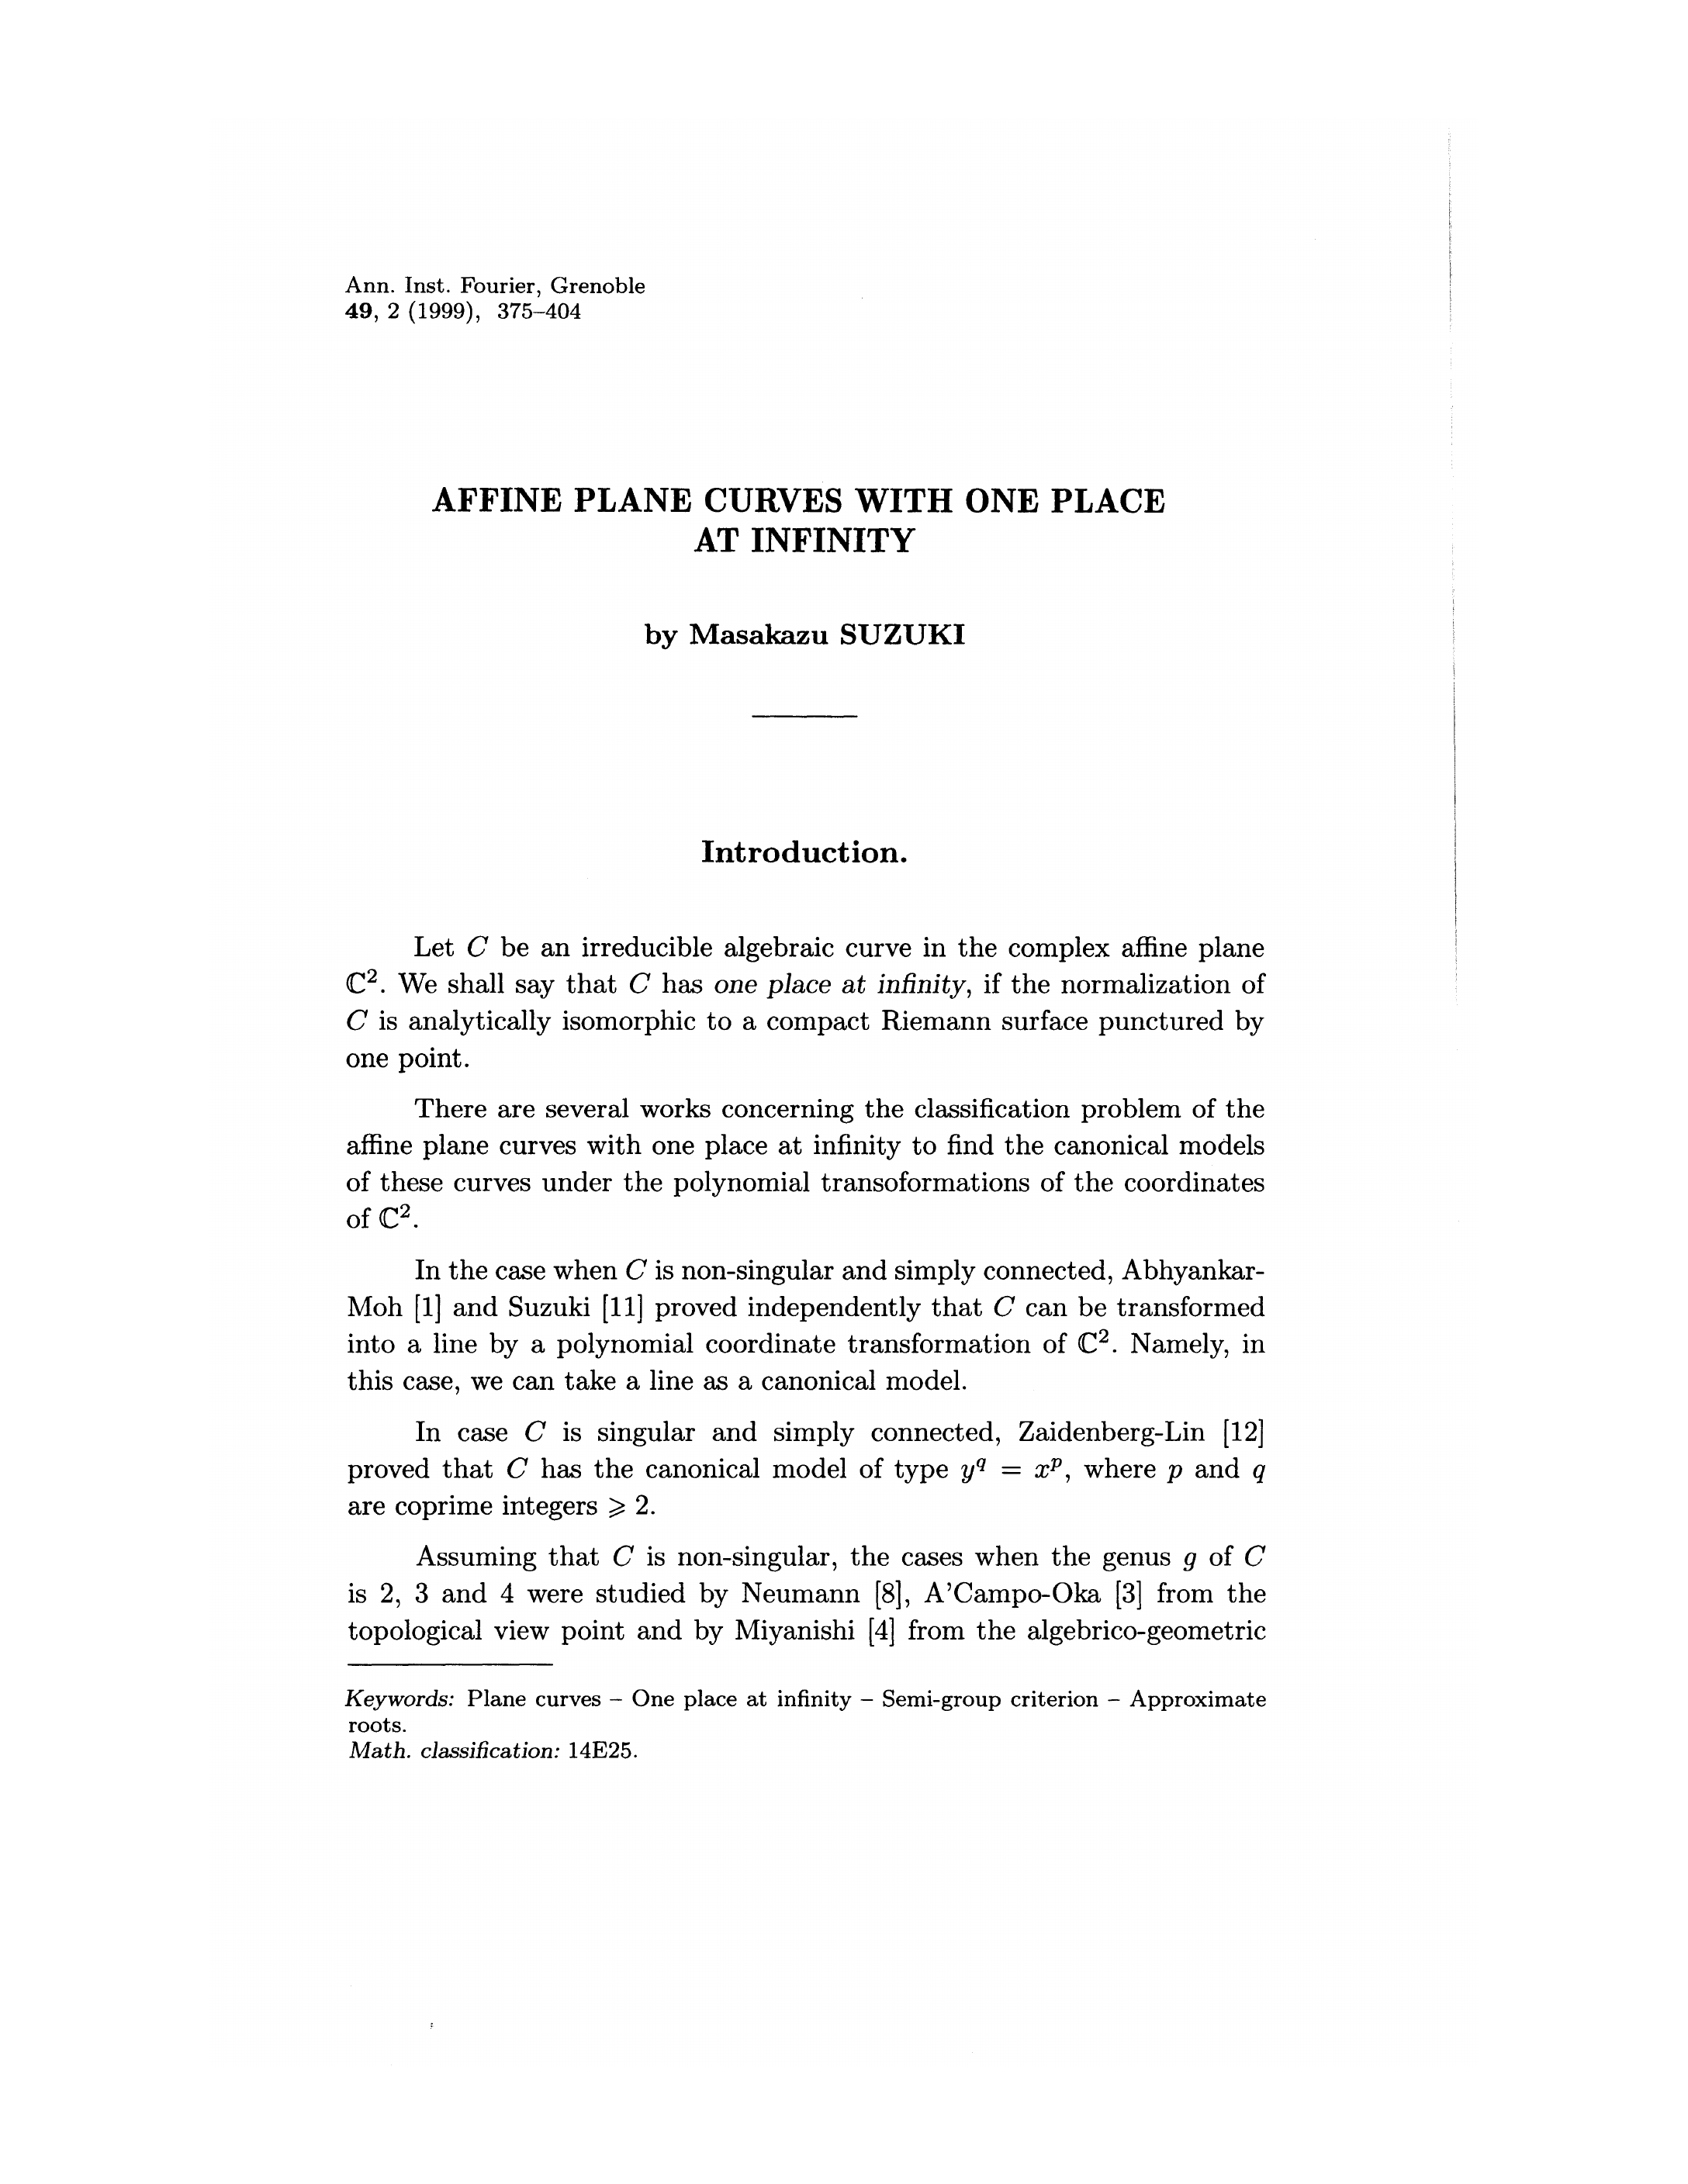 Ann. Inst. Fourier, Grenoble
49, 2 (1999), 375–404
AFFINE PLANE CURVES WITH ONE PLACE
AT INFINITY
by Masakazu SUZUKI
Introduction.
Let C be an irreducible algebraic curve in the complex affine plane
ℂ². We shall say that C has one place at infinity, if the normalization of
C is analytically isomorphic to a compact Riemann surface punctured by
one point.
There are several works concerning the classification problem of the
affine plane curves with one place at infinity to find the canonical models
of these curves under the polynomial transoformations of the coordinates
of ℂ².
In the case when C is non-singular and simply connected, Abhyankar-
Moh [1] and Suzuki [11] proved independently that C can be transformed
into a line by a polynomial coordinate transformation of ℂ². Namely, in
this case, we can take a line as a canonical model.
In case C is singular and simply connected, Zaidenberg-Lin [12]
proved that C has the canonical model of type y^q = x^p, where p and q
are coprime integers ⩾ 2.
Assuming that C is non-singular, the cases when the genus g of C
is 2, 3 and 4 were studied by Neumann [8], A'Campo-Oka [3] from the
topological view point and by Miyanishi [4] from the algebrico-geometric
Keywords: Plane curves – One place at infinity – Semi-group criterion – Approximate
roots.
Math. classification: 14E25.